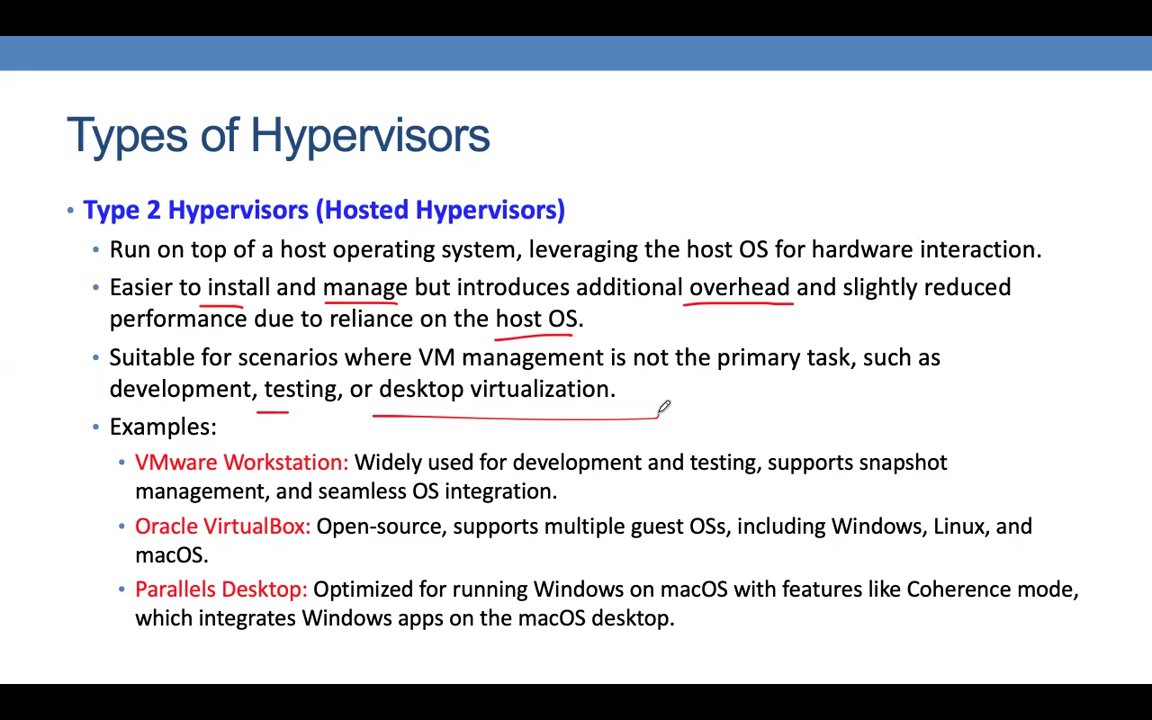 Types of Hypervisors
• Type 2 Hypervisors (Hosted Hypervisors)
• Run on top of a host operating system, leveraging the host OS for hardware interaction.
• Easier to install and manage but introduces additional overhead and slightly reduced
performance due to reliance on the host OS.
• Suitable for scenarios where VM management is not the primary task, such as
development, testing, or desktop virtualization.
• Examples:
• VMware Workstation: Widely used for development and testing, supports snapshot
management, and seamless OS integration.
• Oracle VirtualBox: Open-source, supports multiple guest OSs, including Windows, Linux, and
macOS.
• Parallels Desktop: Optimized for running Windows on macOS with features like Coherence mode,
which integrates Windows apps on the macOS desktop.